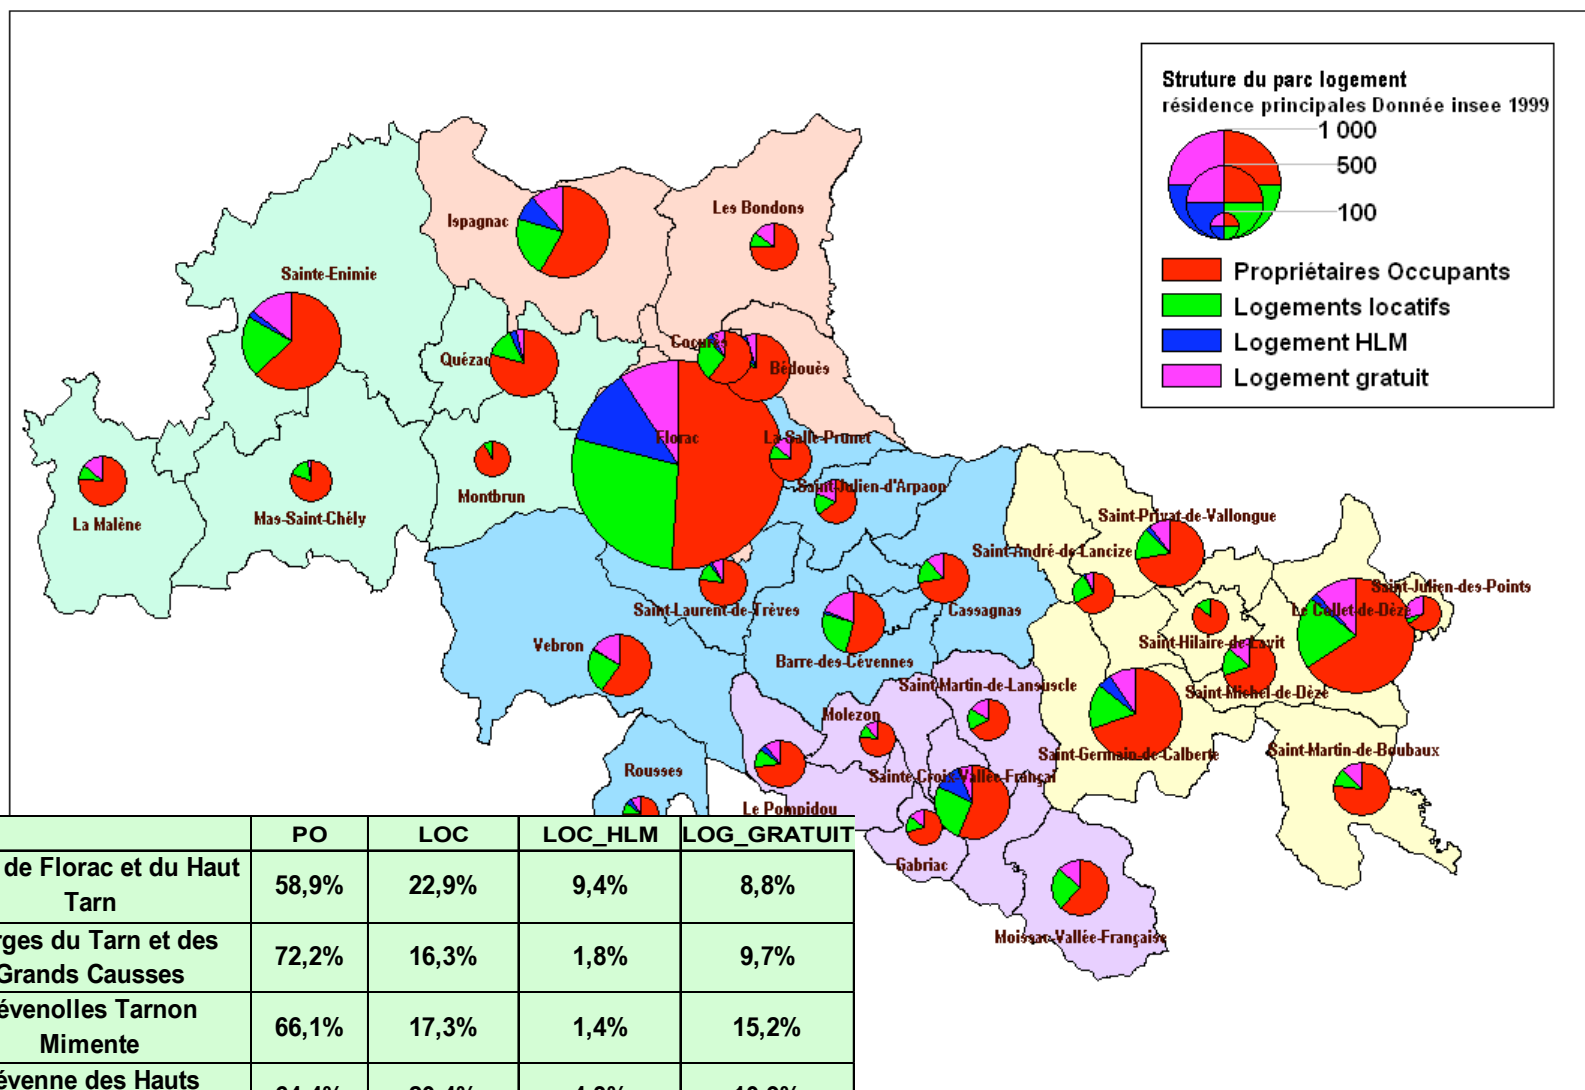 Struture du parc logement
résidence principales Donnée insee 1999
1 000
500
100
Propriétaires Occupants
Logements locatifs
Logement HLM
Logement gratuit
Ispagnac
Les Bondons
Sainte-Enimie
Quézac
Cocurès
Bédouès
Florac
La Salle-Prunet
Saint-Julien-d'Arpaon
La Malène
Mas-Saint-Chély
Montbrun
Saint-Privat-de-Vallongue
Saint-André-de-Lancize
Saint-Julien-des-Points
Le Collet-de-Dèze
Saint-Laurent-de-Trèves
Cassagnas
Vebron
Barre-des-Cévennes
Saint-Hilaire-de-Lavit
Saint-Martin-de-Lansuscle
Saint-Michel-de-Dèze
Molezon
Saint-Germain-de-Calberte
Saint-Martin-de-Boubaux
Rousses
Sainte-Croix-Vallée-Françai
Le Pompidou
Gabriac
Moissac-Vallée-Française
PO LOC LOC_HLM LOG_GRATUIT
de Florac et du Haut
Tarn
58,9% 22,9% 9,4% 8,8%
rges du Tarn et des
Grands Causses
72,2% 16,3% 1,8% 9,7%
évenolles Tarnon
Mimente
66,1% 17,3% 1,4% 15,2%
évenne des Hauts